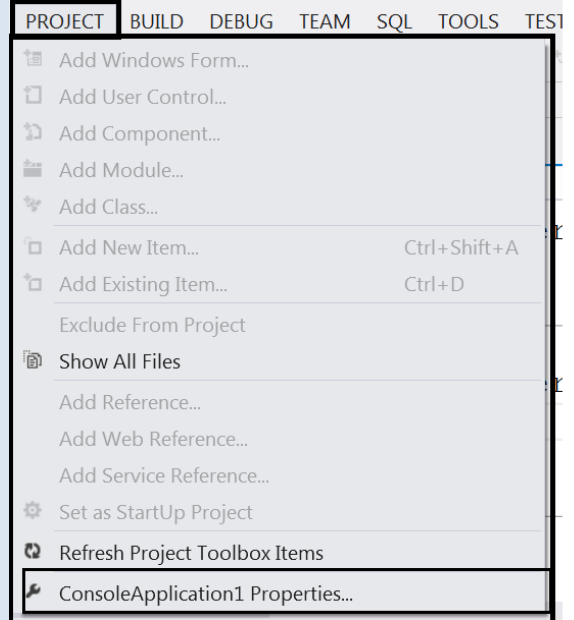 PROJECT BUILD DEBUG TEAM SQL TOOLS TEST
Add Windows Form...
Add User Control...
Add Component...
Add Module...
Add Class...
Add New Item... Ctrl+Shift+A
Add Existing Item... Ctrl+D
Exclude From Project
Show All Files
Add Reference...
Add Web Reference...
Add Service Reference...
Set as StartUp Project
Refresh Project Toolbox Items
ConsoleApplication1 Properties...